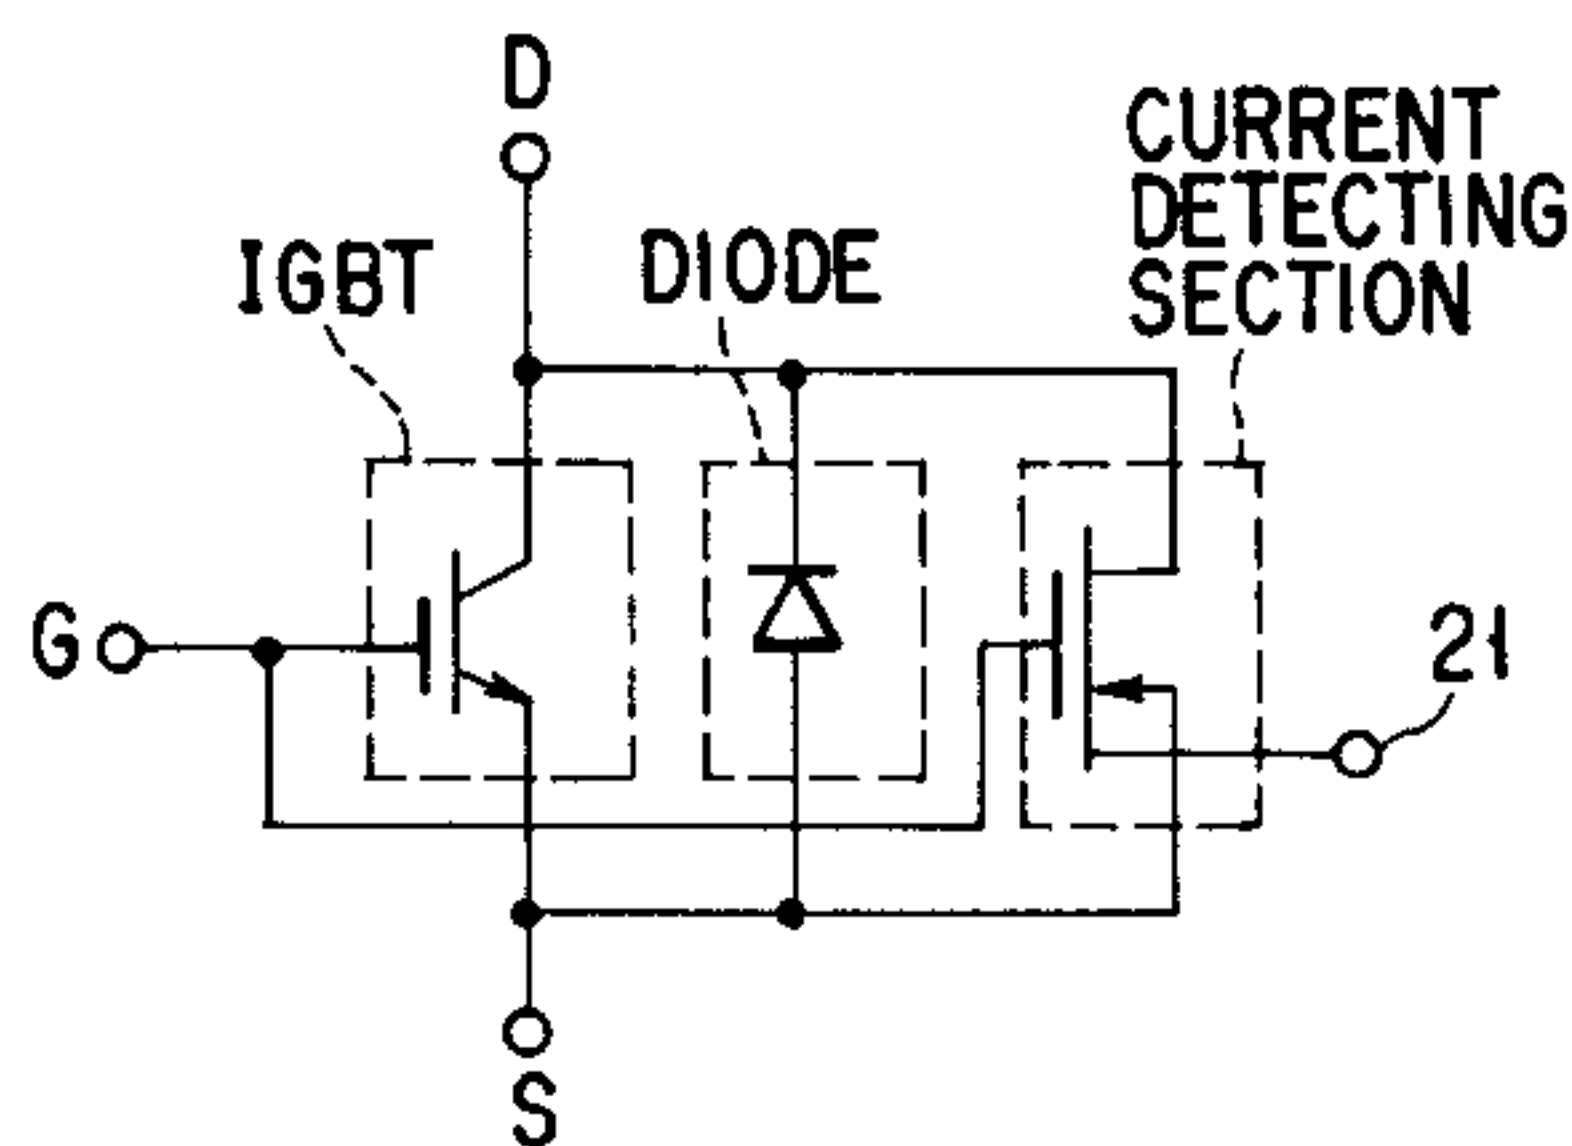 D
CURRENT
DETECTING
SECTION
IGBT
DIODE
G
21
S